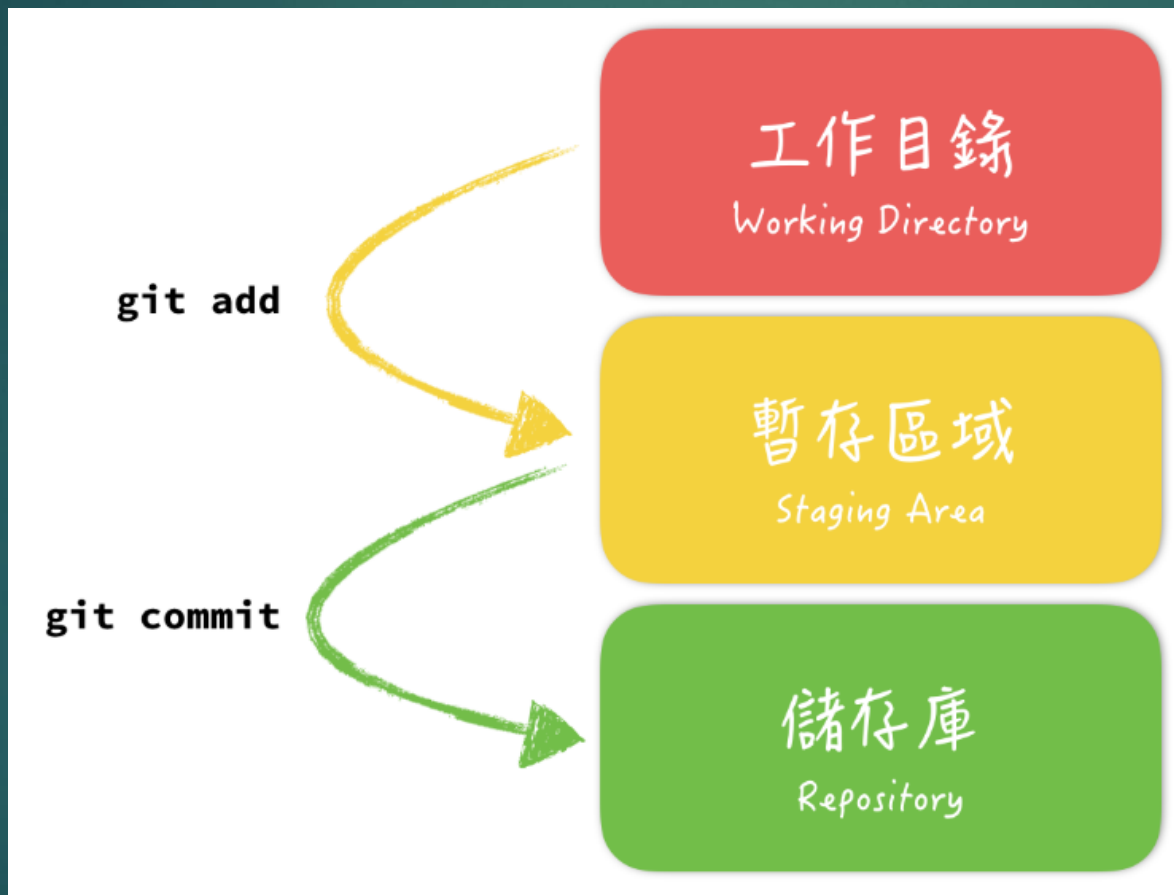 工作目錄
Working Directory
git add
暫存區域
Staging Area
git commit
儲存庫
Repository